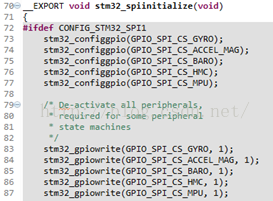 70 __EXPORT void stm32_spiinitialize(void)
71 {
72 #ifdef CONFIG_STM32_SPI1
73 stm32_configgpio(GPIO_SPI_CS_GYRO);
74 stm32_configgpio(GPIO_SPI_CS_ACCEL_MAG);
75 stm32_configgpio(GPIO_SPI_CS_BARO);
76 stm32_configgpio(GPIO_SPI_CS_HMC);
77 stm32_configgpio(GPIO_SPI_CS_MPU);
78
79 /* De-activate all peripherals,
80 * required for some peripheral
81 * state machines
82 */
83 stm32_gpiowrite(GPIO_SPI_CS_GYRO, 1);
84 stm32_gpiowrite(GPIO_SPI_CS_ACCEL_MAG, 1);
85 stm32_gpiowrite(GPIO_SPI_CS_BARO, 1);
86 stm32_gpiowrite(GPIO_SPI_CS_HMC, 1);
87 stm32_gpiowrite(GPIO_SPI_CS_MPU, 1);